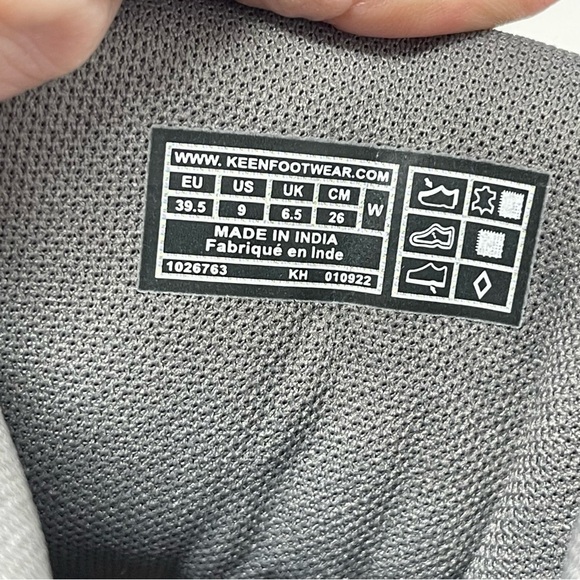 WWW. KEENFOOTWEAR.COM
EU US UK CM W
39.5 9 6.5 26
MADE IN INDIA
Fabriqué en Inde
1026763 KH 010922